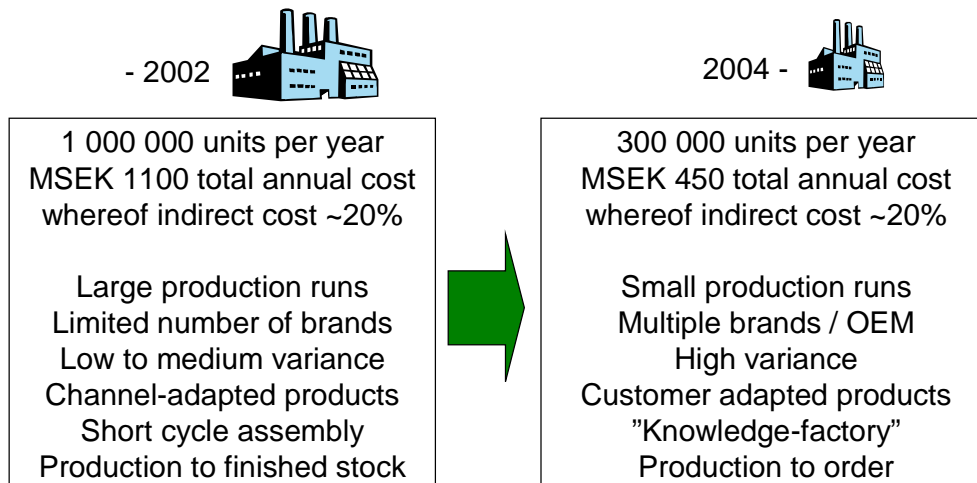 - 2002
2004 -
1 000 000 units per year
MSEK 1100 total annual cost
whereof indirect cost ~20%
Large production runs
Limited number of brands
Low to medium variance
Channel-adapted products
Short cycle assembly
Production to finished stock
300 000 units per year
MSEK 450 total annual cost
whereof indirect cost ~20%
Small production runs
Multiple brands / OEM
High variance
Customer adapted products
”Knowledge-factory”
Production to order